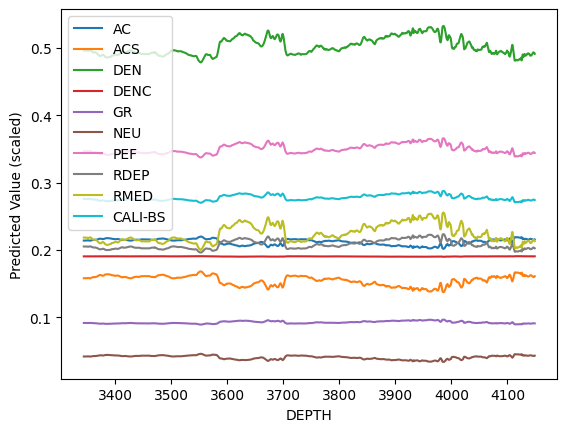 AC
ACS
DEN
DENC
GR
NEU
PEF
RDEP
RMED
CALI-BS
Predicted Value (scaled)
0.5
0.4
0.3
0.2
0.1
3400 3500 3600 3700 3800 3900 4000 4100
DEPTH